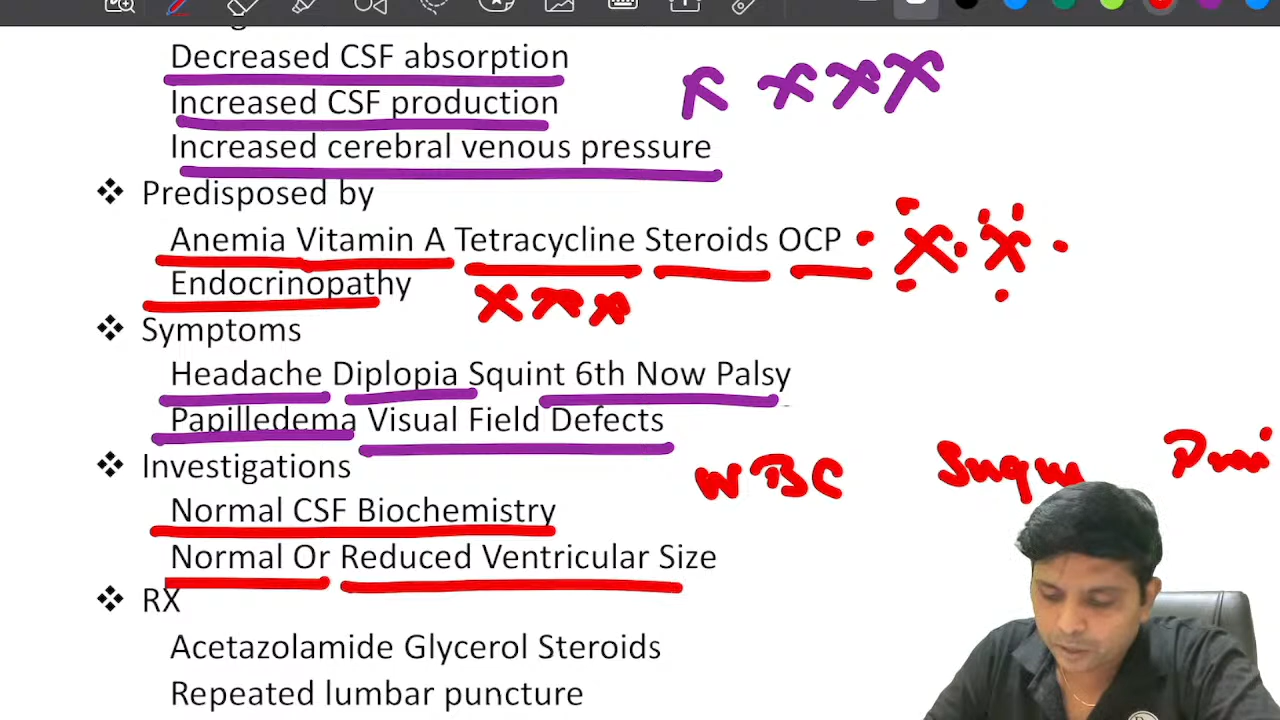 Decreased CSF absorption
Increased CSF production
Increased cerebral venous pressure
Predisposed by
Anemia Vitamin A Tetracycline Steroids OCP
Endocrinopathy
Symptoms
Headache Diplopia Squint 6th Now Palsy
Papilledema Visual Field Defects
Investigations
WBC
Normal CSF Biochemistry
Normal Or Reduced Ventricular Size
RX
Acetazolamide Glycerol Steroids
Repeated lumbar puncture